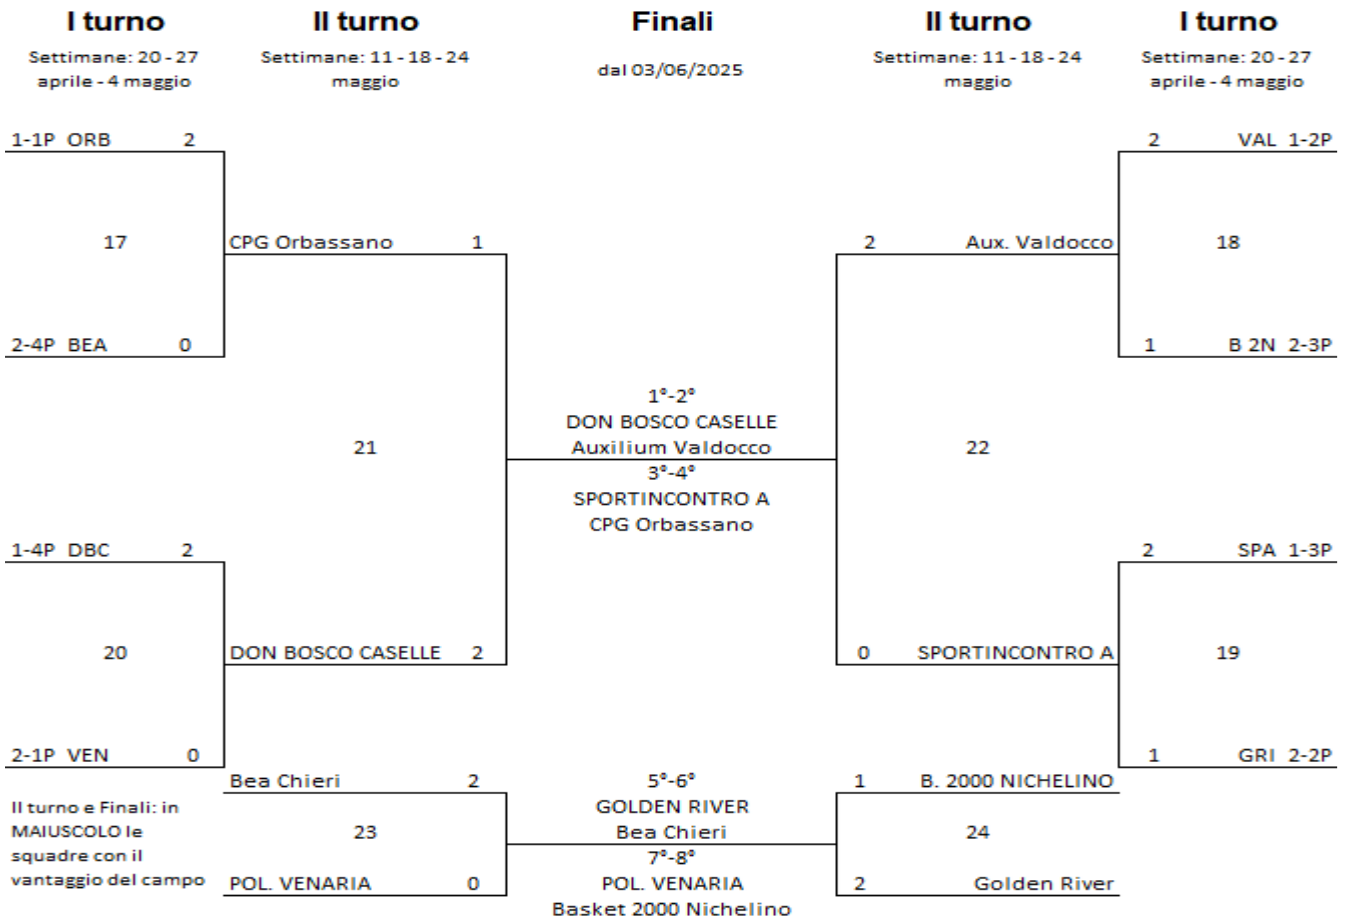 I turno
II turno
Finali
II turno
I turno
Settimane: 20 - 27
aprile - 4 maggio
Settimane: 11 - 18 - 24
maggio
dal 03/06/2025
Settimane: 11 - 18 - 24
maggio
Settimane: 20 - 27
aprile - 4 maggio
1-1P ORB 2
2 VAL 1-2P
17
CPG Orbassano 1
2 Aux. Valdocco
18
2-4P BEA 0
1 B 2N 2-3P
1°-2°
DON BOSCO CASELLE
Auxilium Valdocco
21
22
3°-4°
SPORTINCONTRO A
CPG Orbassano
1-4P DBC 2
2 SPA 1-3P
20
DON BOSCO CASELLE 2
0 SPORTINCONTRO A
19
2-1P VEN 0
1 GRI 2-2P
Bea Chieri 2
5°-6°
1 B. 2000 NICHELINO
II turno e Finali: in
MAIUSCOLO le
squadre con il
vantaggio del campo
GOLDEN RIVER
Bea Chieri
23
24
7°-8°
POL. VENARIA 0
POL. VENARIA
2 Golden River
Basket 2000 Nichelino